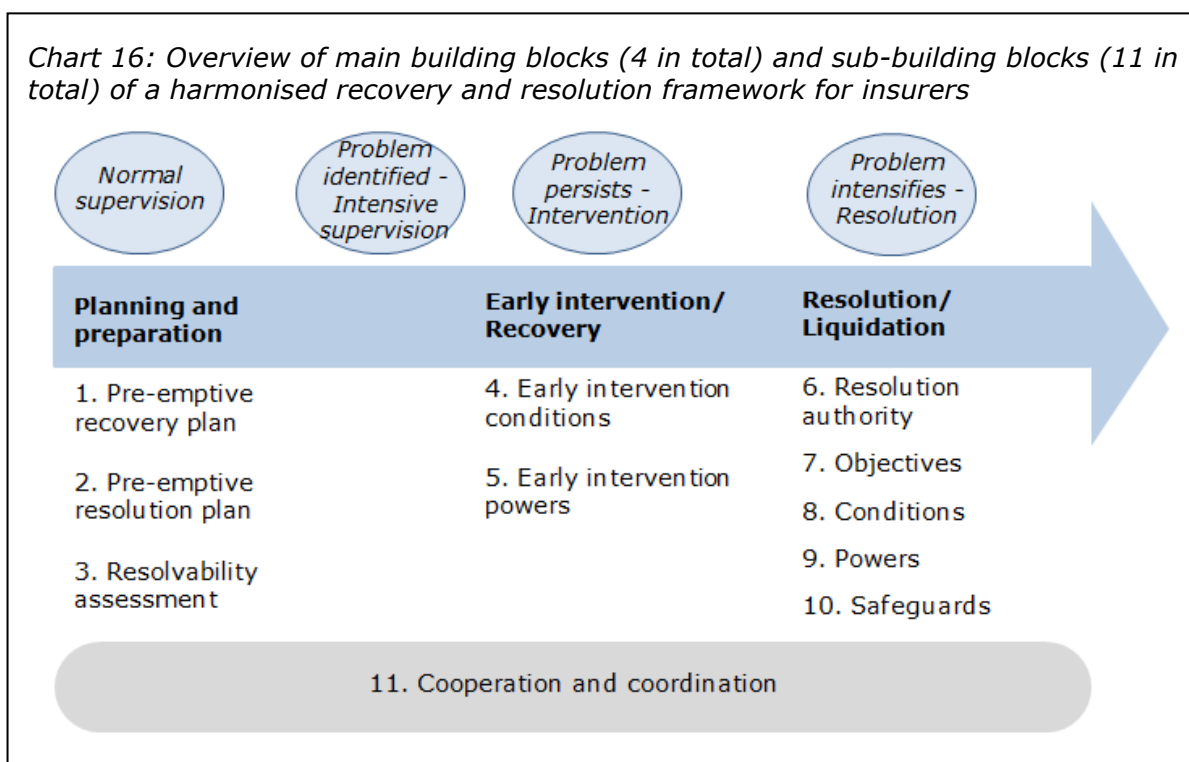 Chart 16: Overview of main building blocks (4 in total) and sub-building blocks (11 in
total) of a harmonised recovery and resolution framework for insurers
Normal
supervision
Problem
identified -
Intensive
supervision
Problem
persists -
Intervention
Problem
intensifies -
Resolution
Planning and
preparation
Early intervention/
Recovery
Resolution/
Liquidation
1. Pre-emptive
recovery plan
2. Pre-emptive
resolution plan
3. Resolvability
assessment
4. Early intervention
conditions
5. Early intervention
powers
6. Resolution
authority
7. Objectives
8. Conditions
9. Powers
10. Safeguards
11. Cooperation and coordination